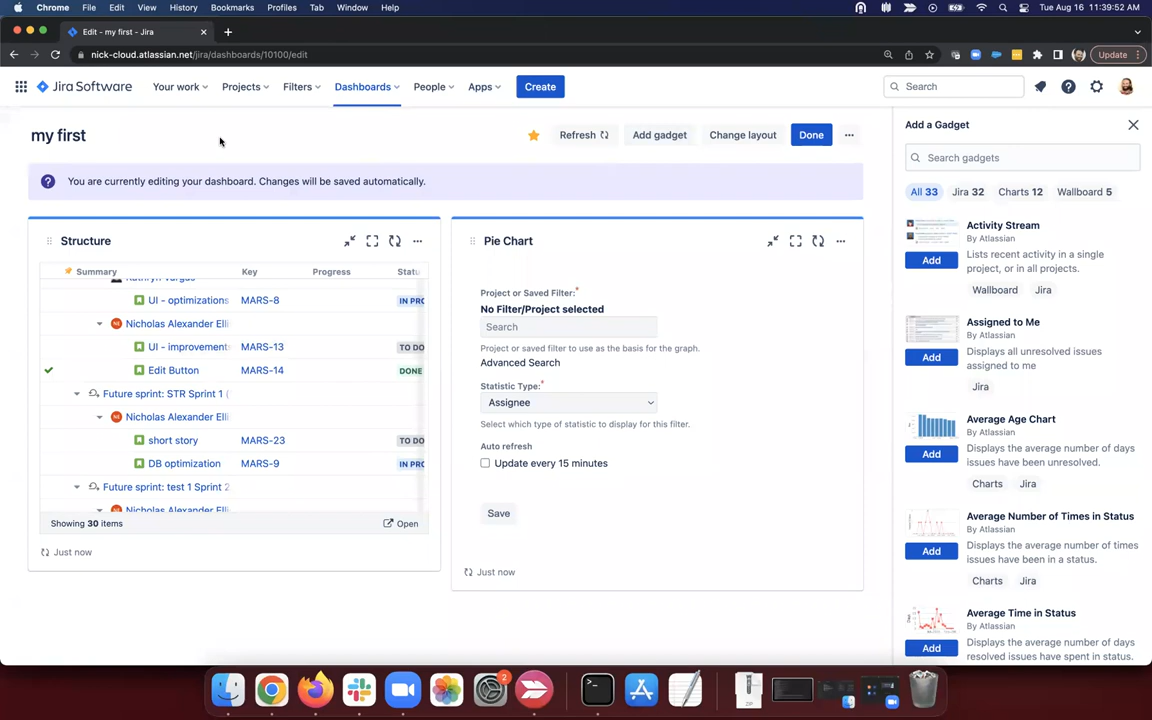 Chrome File Edit View History Bookmarks Profiles Tab Window Help
Tue Aug 16 11:39:52 AM
Edit - my first - Jira
nick-cloud.atlassian.net/jira/dashboards/10100/edit
Update
Jira Software
Your work
Projects
Filters
Dashboards
People
Apps
Create
Search
my first
Refresh
Add gadget
Change layout
Done
You are currently editing your dashboard. Changes will be saved automatically.
Structure
Summary Key Progress Statu
UI - optimizations MARS-8 IN PRO
Nicholas Alexander Elli
UI - improvement MARS-13 TO DO
Edit Button MARS-14 DONE
Future sprint: STR Sprint 1 (
Nicholas Alexander Elli
short story MARS-23 TO DO
DB optimization MARS-9 IN PRO
Future sprint: test 1 Sprint 2
Nicholas Alexander Elli
Showing 30 items
Open
Just now
Pie Chart
Project or Saved Filter:*
No Filter/Project selected
Search
Project or saved filter to use as the basis for the graph.
Advanced Search
Statistic Type:*
Assignee
Select which type of statistic to display for this filter.
Auto refresh
Update every 15 minutes
Save
Just now
Add a Gadget
Search gadgets
All 33 Jira 32 Charts 12 Wallboard 5
Activity Stream
By Atlassian
Add
Lists recent activity in a single
project, or in all projects.
Wallboard Jira
Assigned to Me
By Atlassian
Add
Displays all unresolved issues
assigned to me
Jira
Average Age Chart
By Atlassian
Add
Displays the average number of days
issues have been unresolved.
Charts Jira
Average Number of Times in Status
By Atlassian
Add
Displays the average number of times
issues have been in a status.
Charts Jira
Average Time in Status
By Atlassian
Add
Displays the average number of days
resolved issues have spent in status.
2
ZIP